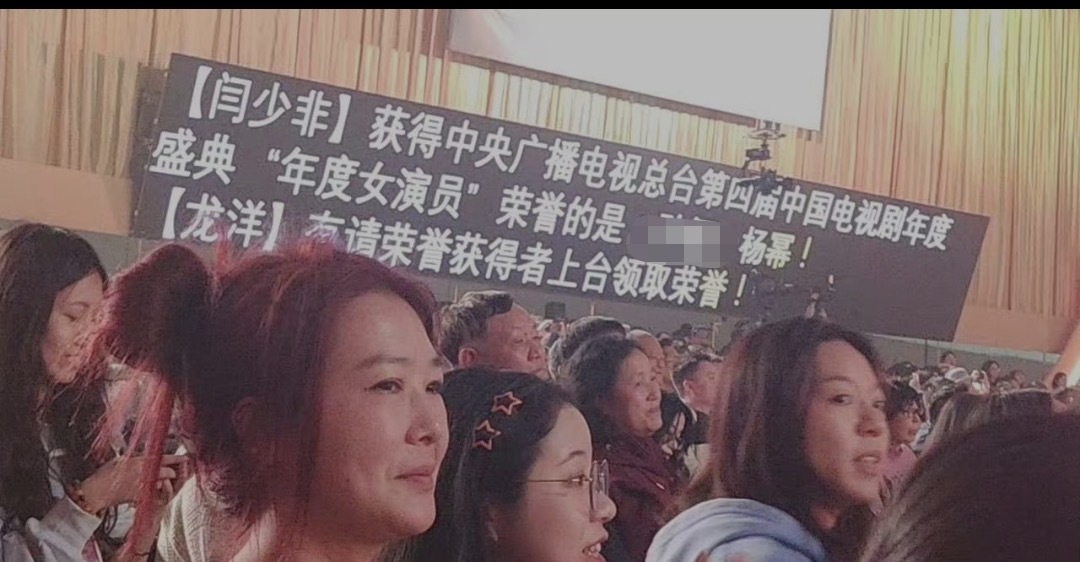 【闫少非】获得中央广播电视总台第四届中国电视剧年度
盛典“年度女演员”荣誉的是 杨幂！
【龙洋】有请荣誉获得者上台领取荣誉！